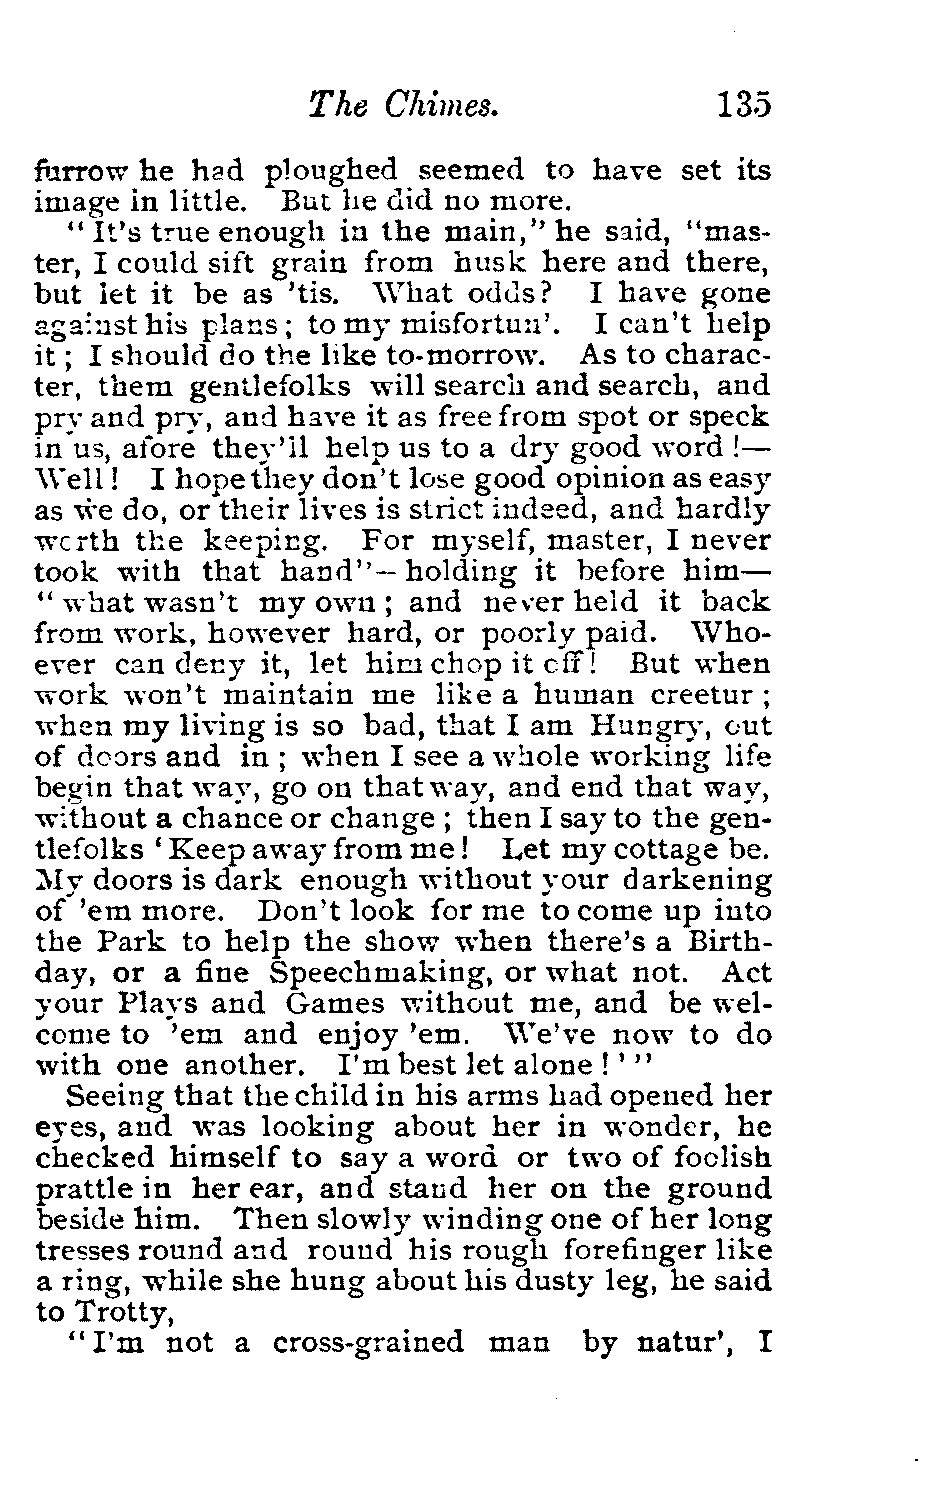 The Chimes. 135
furrow he had ploughed seemed to have set its
image in little. But he did no more.
"It's true enough in the main," he said, "mas-
ter, I could sift grain from husk here and there,
but let it be as 'tis. What odds? I have gone
against his plans; to my misfortun'. I can't help
it; I should do the like to-morrow. As to charac-
ter, them gentlefolks will search and search, and
pry and pry, and have it as free from spot or speck
in us, afore they'll help us to a dry good word!—
Well! I hope they don't lose good opinion as easy
as we do, or their lives is strict indeed, and hardly
worth the keeping. For myself, master, I never
took with that hand"—holding it before him—
"what wasn't my own; and never held it back
from work, however hard, or poorly paid. Who-
ever can deny it, let him chop it off! But when
work won't maintain me like a human creetur;
when my living is so bad, that I am Hungry, out
of doors and in; when I see a whole working life
begin that way, go on that way, and end that way,
without a chance or change; then I say to the gen-
tlefolks 'Keep away from me! Let my cottage be.
My doors is dark enough without your darkening
of 'em more. Don't look for me to come up into
the Park to help the show when there's a Birth-
day, or a fine Speechmaking, or what not. Act
your Plays and Games without me, and be wel-
come to 'em and enjoy 'em. We've now to do
with one another. I'm best let alone!'"
Seeing that the child in his arms had opened her
eyes, and was looking about her in wonder, he
checked himself to say a word or two of foolish
prattle in her ear, and stand her on the ground
beside him. Then slowly winding one of her long
tresses round and round his rough forefinger like
a ring, while she hung about his dusty leg, he said
to Trotty,
"I'm not a cross-grained man by natur', I